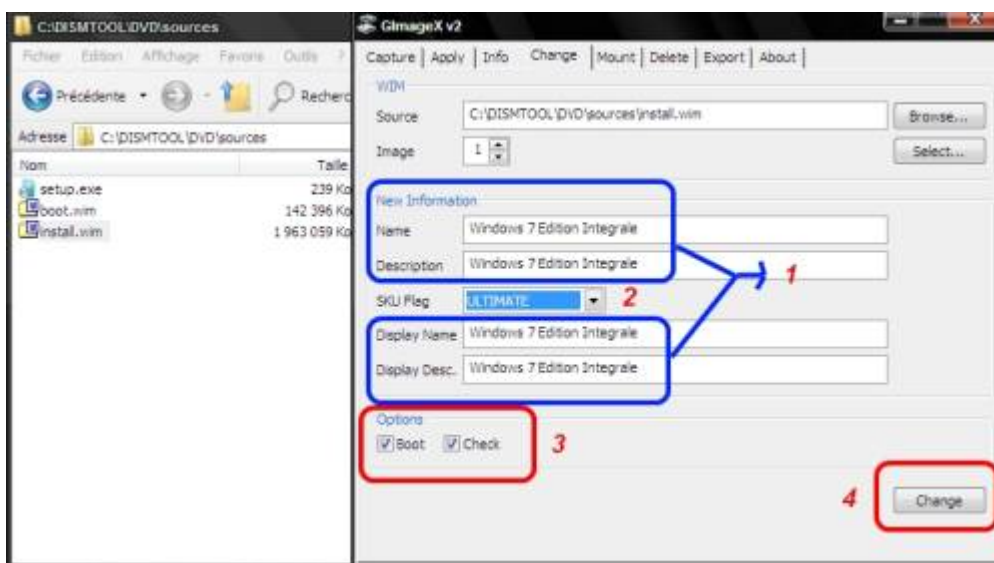 C:\DISMTOOL\DVD\sources
Fichier Edition Affichage Favoris Outils ?
Précédente
Recherc
Adresse C:\DISMTOOL\DVD\sources
Nom Taille
setup.exe 239 Ko
boot.wim 142 396 Ko
install.wim 1 963 059 Ko
GImageX v2
Capture Apply Info Change Mount Delete Export About
WIM
Source C:\DISMTOOL\DVD\sources\install.wim Browse...
Image 1 Select...
New Information
Name Windows 7 Edition Integrale
Description Windows 7 Edition Integrale
1
SKU Flag ULTIMATE 2
Display Name Windows 7 Edition Integrale
Display Desc. Windows 7 Edition Integrale
Options
Boot Check 3
4 Change